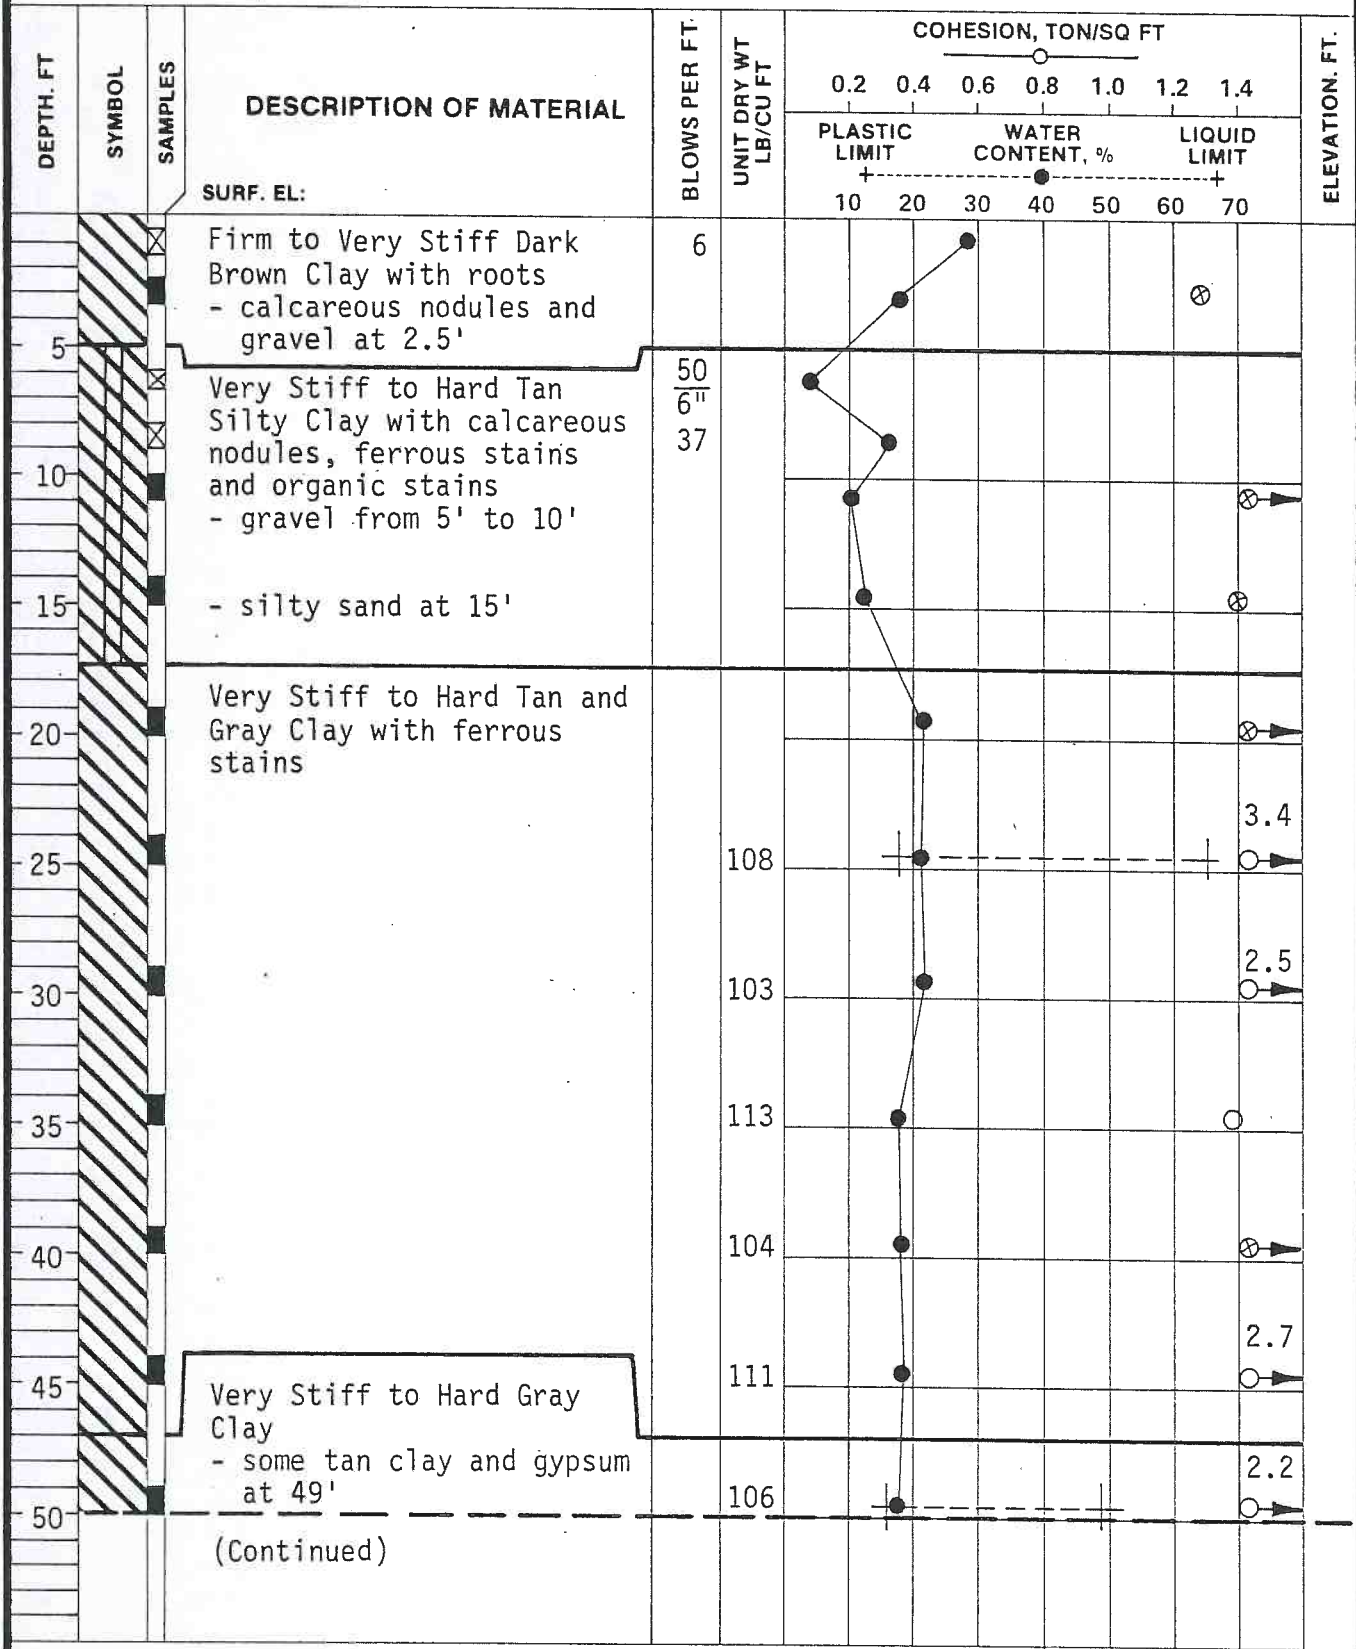 DEPTH. FT
SYMBOL
SAMPLES
DESCRIPTION OF MATERIAL
SURF. EL:
BLOWS PER FT
UNIT DRY WT
LB/CU FT
COHESION, TON/SQ FT
0.2 0.4 0.6 0.8 1.0 1.2 1.4
PLASTIC LIMIT
WATER CONTENT, %
LIQUID LIMIT
10 20 30 40 50 60 70
ELEVATION. FT.
Firm to Very Stiff Dark
Brown Clay with roots
- calcareous nodules and
gravel at 2.5'
6
5
Very Stiff to Hard Tan
Silty Clay with calcareous
nodules, ferrous stains
and organic stains
- gravel from 5' to 10'
50
6"
37
10
- silty sand at 15'
15
Very Stiff to Hard Tan and
Gray Clay with ferrous
stains
20
3.4
25
108
2.5
30
103
35
113
40
104
2.7
45
111
Very Stiff to Hard Gray
Clay
- some tan clay and gypsum
at 49'
2.2
106
50
(Continued)